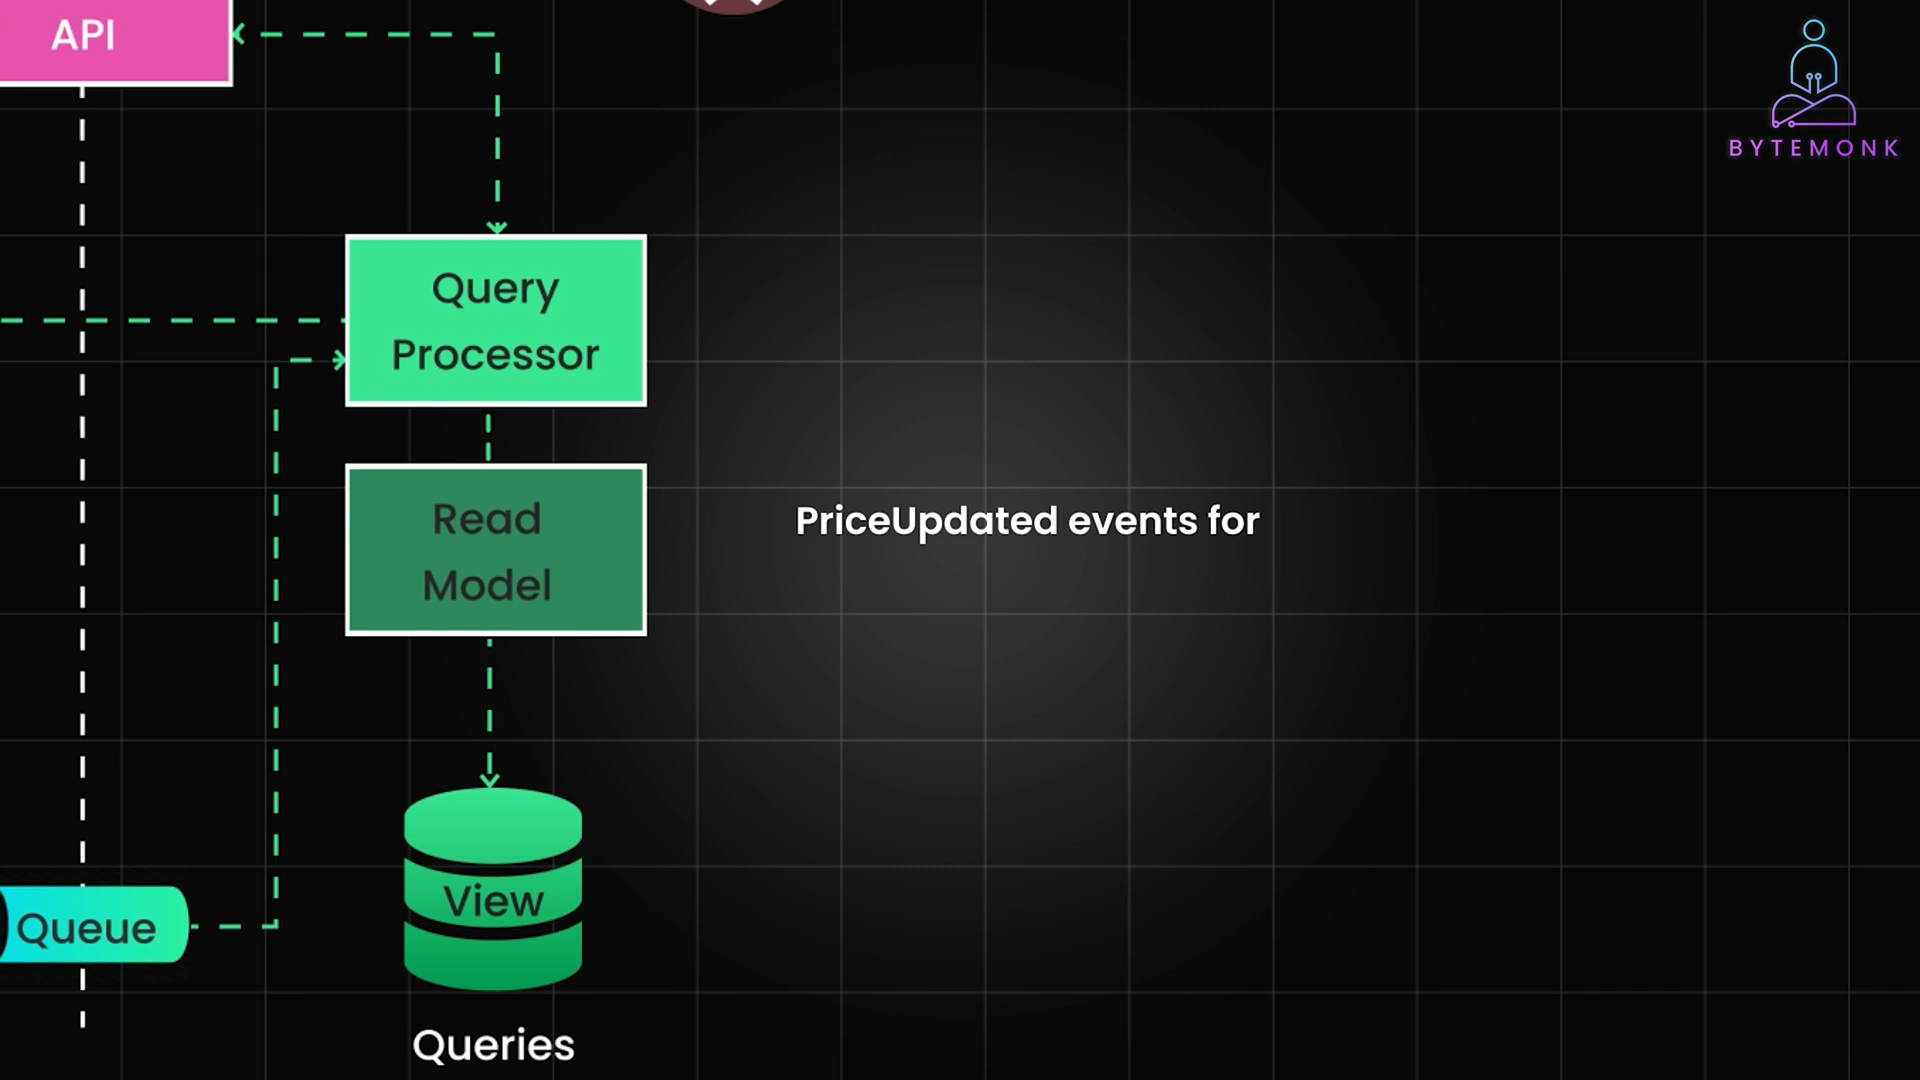 API
BYTEMONK
Query
Processor
Read
Model
PriceUpdated events for
View
Queue
Queries